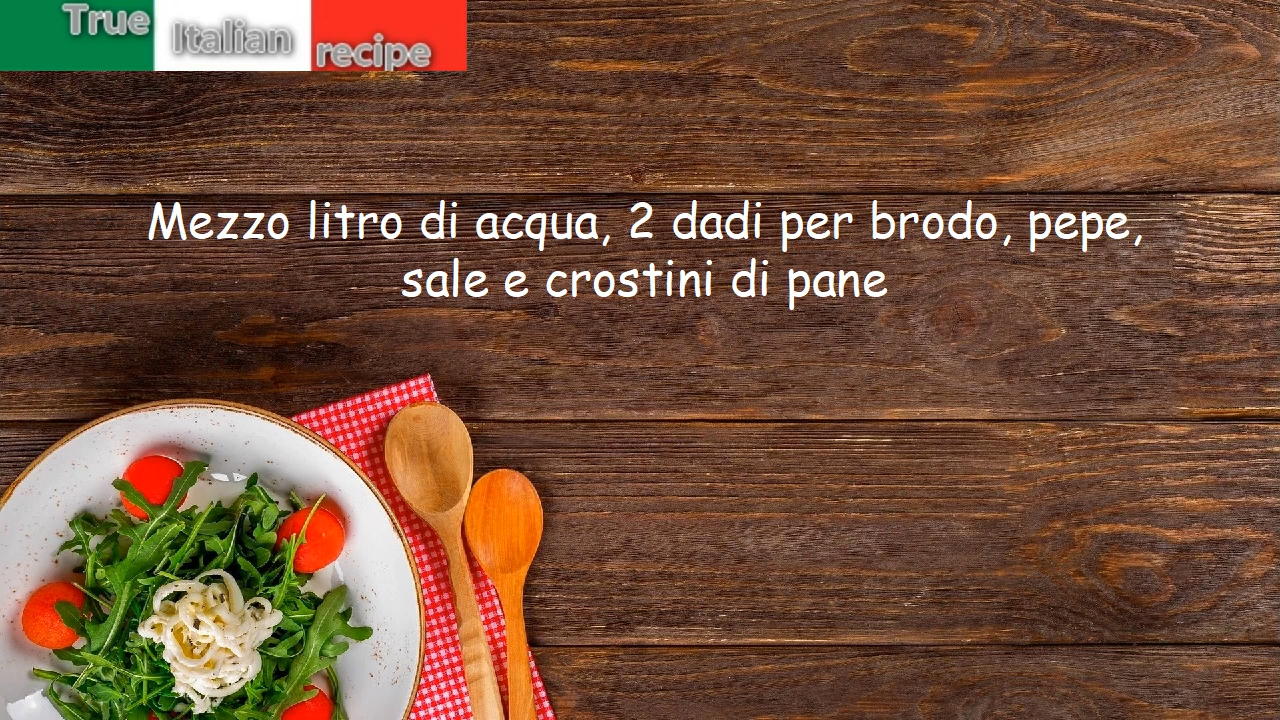 True Italian recipe
Mezzo litro di acqua, 2 dadi per brodo, pepe,
sale e crostini di pane